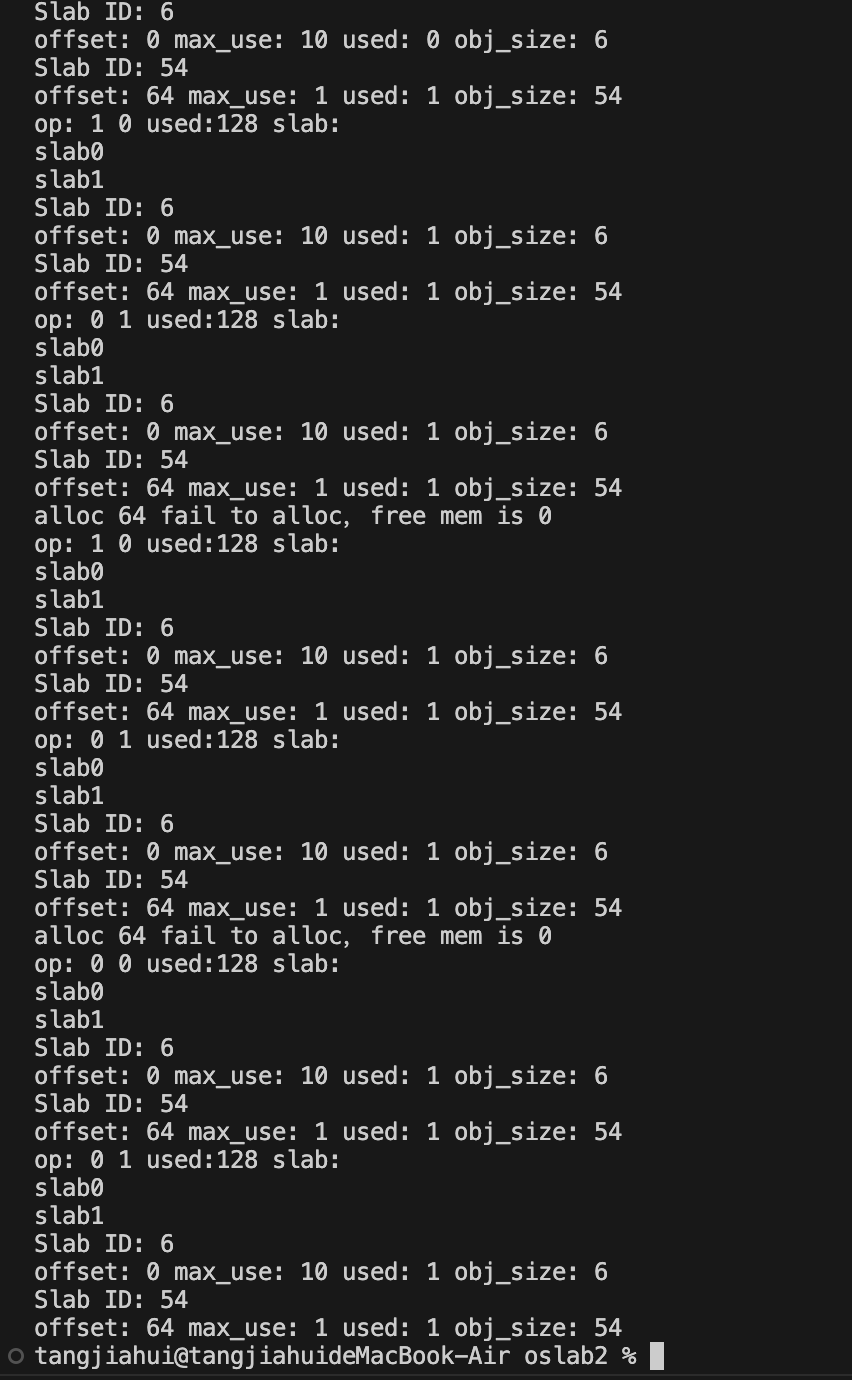 Slab ID: 6
offset: 0 max_use: 10 used: 0 obj_size: 6
Slab ID: 54
offset: 64 max_use: 1 used: 1 obj_size: 54
op: 1 0 used:128 slab:
slab0
slab1
Slab ID: 6
offset: 0 max_use: 10 used: 1 obj_size: 6
Slab ID: 54
offset: 64 max_use: 1 used: 1 obj_size: 54
op: 0 1 used:128 slab:
slab0
slab1
Slab ID: 6
offset: 0 max_use: 10 used: 1 obj_size: 6
Slab ID: 54
offset: 64 max_use: 1 used: 1 obj_size: 54
alloc 64 fail to alloc, free mem is 0
op: 1 0 used:128 slab:
slab0
slab1
Slab ID: 6
offset: 0 max_use: 10 used: 1 obj_size: 6
Slab ID: 54
offset: 64 max_use: 1 used: 1 obj_size: 54
op: 0 1 used:128 slab:
slab0
slab1
Slab ID: 6
offset: 0 max_use: 10 used: 1 obj_size: 6
Slab ID: 54
offset: 64 max_use: 1 used: 1 obj_size: 54
alloc 64 fail to alloc, free mem is 0
op: 0 0 used:128 slab:
slab0
slab1
Slab ID: 6
offset: 0 max_use: 10 used: 1 obj_size: 6
Slab ID: 54
offset: 64 max_use: 1 used: 1 obj_size: 54
op: 0 1 used:128 slab:
slab0
slab1
Slab ID: 6
offset: 0 max_use: 10 used: 1 obj_size: 6
Slab ID: 54
offset: 64 max_use: 1 used: 1 obj_size: 54
tangjiahui@tangjiahuideMacBook-Air oslab2 %